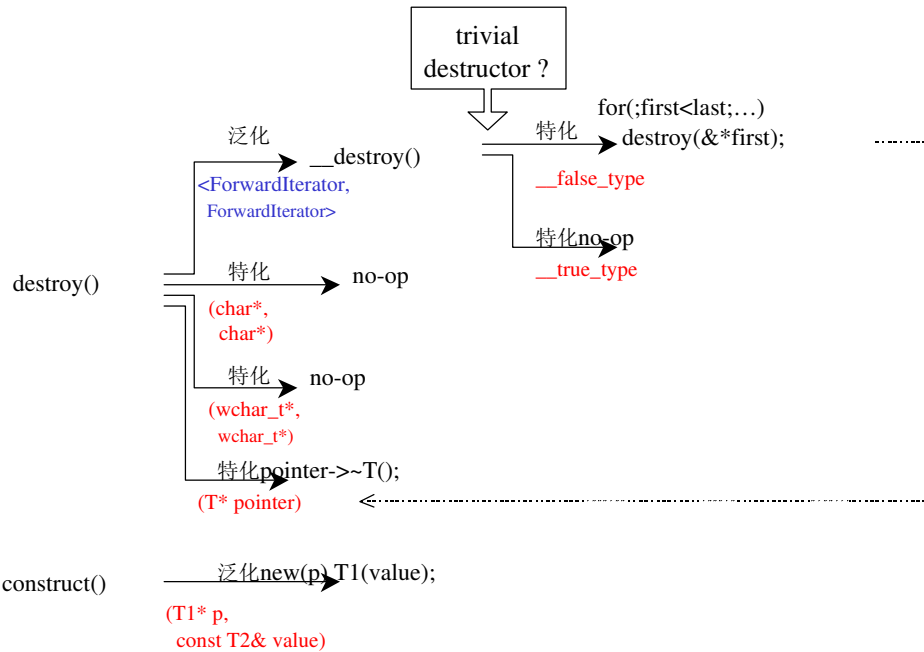 trivial
destructor ?
for(;first<last;…)
特化
destroy(&*first);
__false_type
特化no-op
__true_type
泛化
__destroy()
<ForwardIterator,
ForwardIterator>
destroy()
特化
no-op
(char*,
char*)
特化
no-op
(wchar_t*,
wchar_t*)
特化pointer->~T();
(T* pointer)
construct()
泛化new(p) T1(value);
(T1* p,
const T2& value)